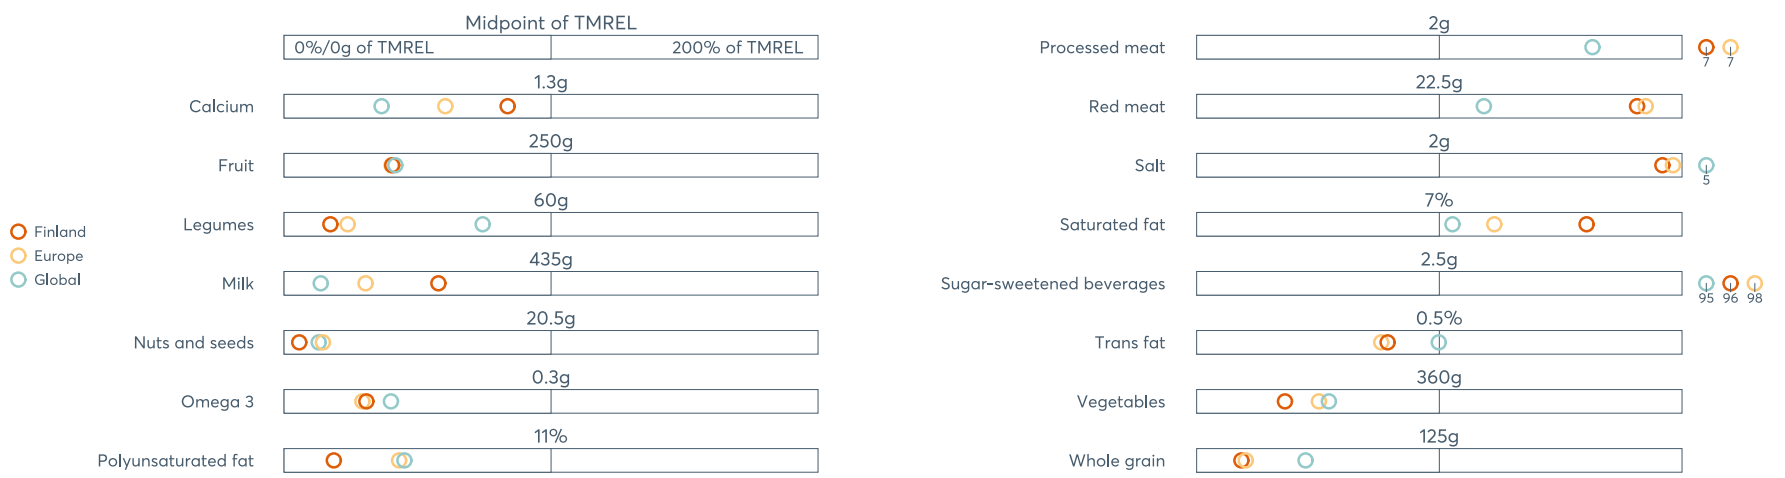 Midpoint of TMREL
0%/0g of TMREL
200% of TMREL
1.3g
Calcium
250g
Fruit
60g
Legumes
435g
Milk
20.5g
Nuts and seeds
0.3g
Omega 3
11%
Polyunsaturated fat
Finland
Europe
Global
2g
Processed meat
7
7
22.5g
Red meat
2g
Salt
5
7%
Saturated fat
2.5g
Sugar-sweetened beverages
95
96
98
0.5%
Trans fat
360g
Vegetables
125g
Whole grain